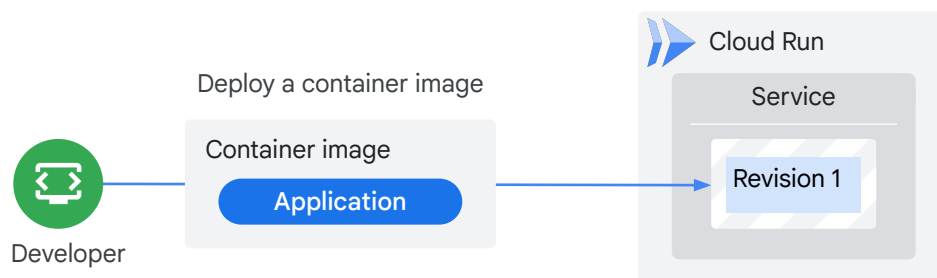 Cloud Run
Deploy a container image
Service
Container image
Revision 1
Application
Developer